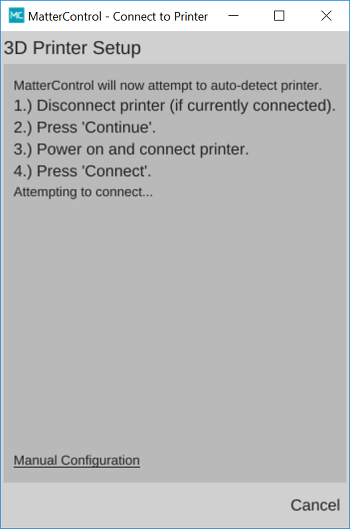 MC MatterControl - Connect to Printer
3D Printer Setup
MatterControl will now attempt to auto-detect printer.
1.) Disconnect printer (if currently connected).
2.) Press 'Continue'.
3.) Power on and connect printer.
4.) Press 'Connect'.
Attempting to connect...
Manual Configuration
Cancel